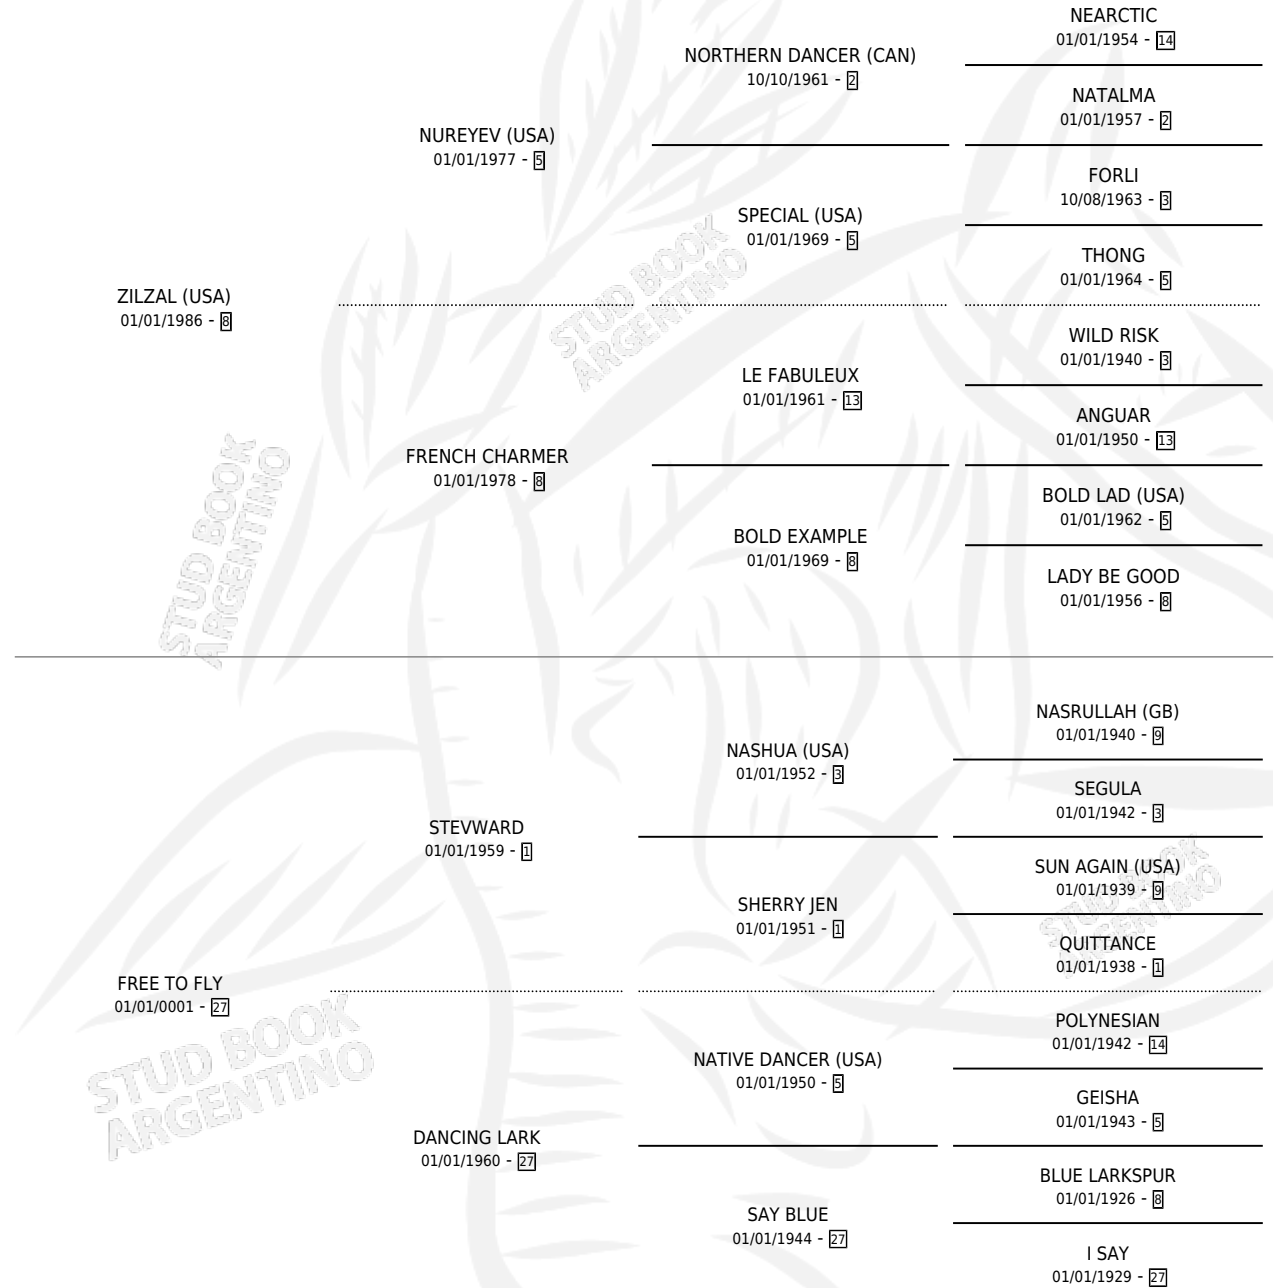 NEARCTIC
01/01/1954 - 14
NORTHERN DANCER (CAN)
10/10/1961 - 2
NATALMA
01/01/1957 - 2
NUREYEV (USA)
01/01/1977 - 5
FORLI
10/08/1963 - 3
SPECIAL (USA)
01/01/1969 - 5
THONG
01/01/1964 - 5
ZILZAL (USA)
01/01/1986 - 8
WILD RISK
01/01/1940 - 3
LE FABULEUX
01/01/1961 - 13
ANGUAR
01/01/1950 - 13
FRENCH CHARMER
01/01/1978 - 8
BOLD LAD (USA)
01/01/1962 - 5
BOLD EXAMPLE
01/01/1969 - 8
LADY BE GOOD
01/01/1956 - 8
NASRULLAH (GB)
01/01/1940 - 9
NASHUA (USA)
01/01/1952 - 3
SEGULA
01/01/1942 - 3
STEVWARD
01/01/1959 - 1
SUN AGAIN (USA)
01/01/1939 - 9
SHERRY JEN
01/01/1951 - 1
QUITTANCE
01/01/1938 - 1
FREE TO FLY
01/01/0001 - 27
POLYNESIAN
01/01/1942 - 14
NATIVE DANCER (USA)
01/01/1950 - 5
GEISHA
01/01/1943 - 5
DANCING LARK
01/01/1960 - 27
BLUE LARKSPUR
01/01/1926 - 8
SAY BLUE
01/01/1944 - 27
I SAY
01/01/1929 - 27
STUD BOOK
ARGENTINO
STUD BOOK
ARGENTINO
STUD BOOK
ARGENTINO
STUD BOOK
ARGENTINO